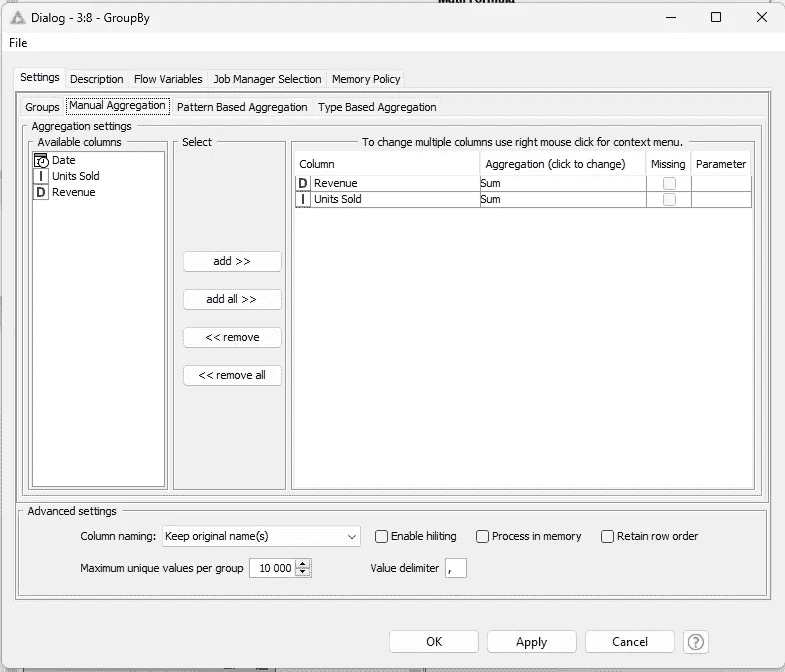 Dialog - 3:8 - GroupBy
File
Settings Description Flow Variables Job Manager Selection Memory Policy
Groups Manual Aggregation Pattern Based Aggregation Type Based Aggregation
Aggregation settings
Available columns Select To change multiple columns use right mouse click for context menu.
Date
I Units Sold
D Revenue
Column Aggregation (click to change) Missing Parameter
D Revenue Sum
I Units Sold Sum
add >>
add all >>
<< remove
<< remove all
Advanced settings
Column naming: Keep original name(s) Enable hiliting Process in memory Retain row order
Maximum unique values per group 10 000 Value delimiter ,
OK Apply Cancel ?